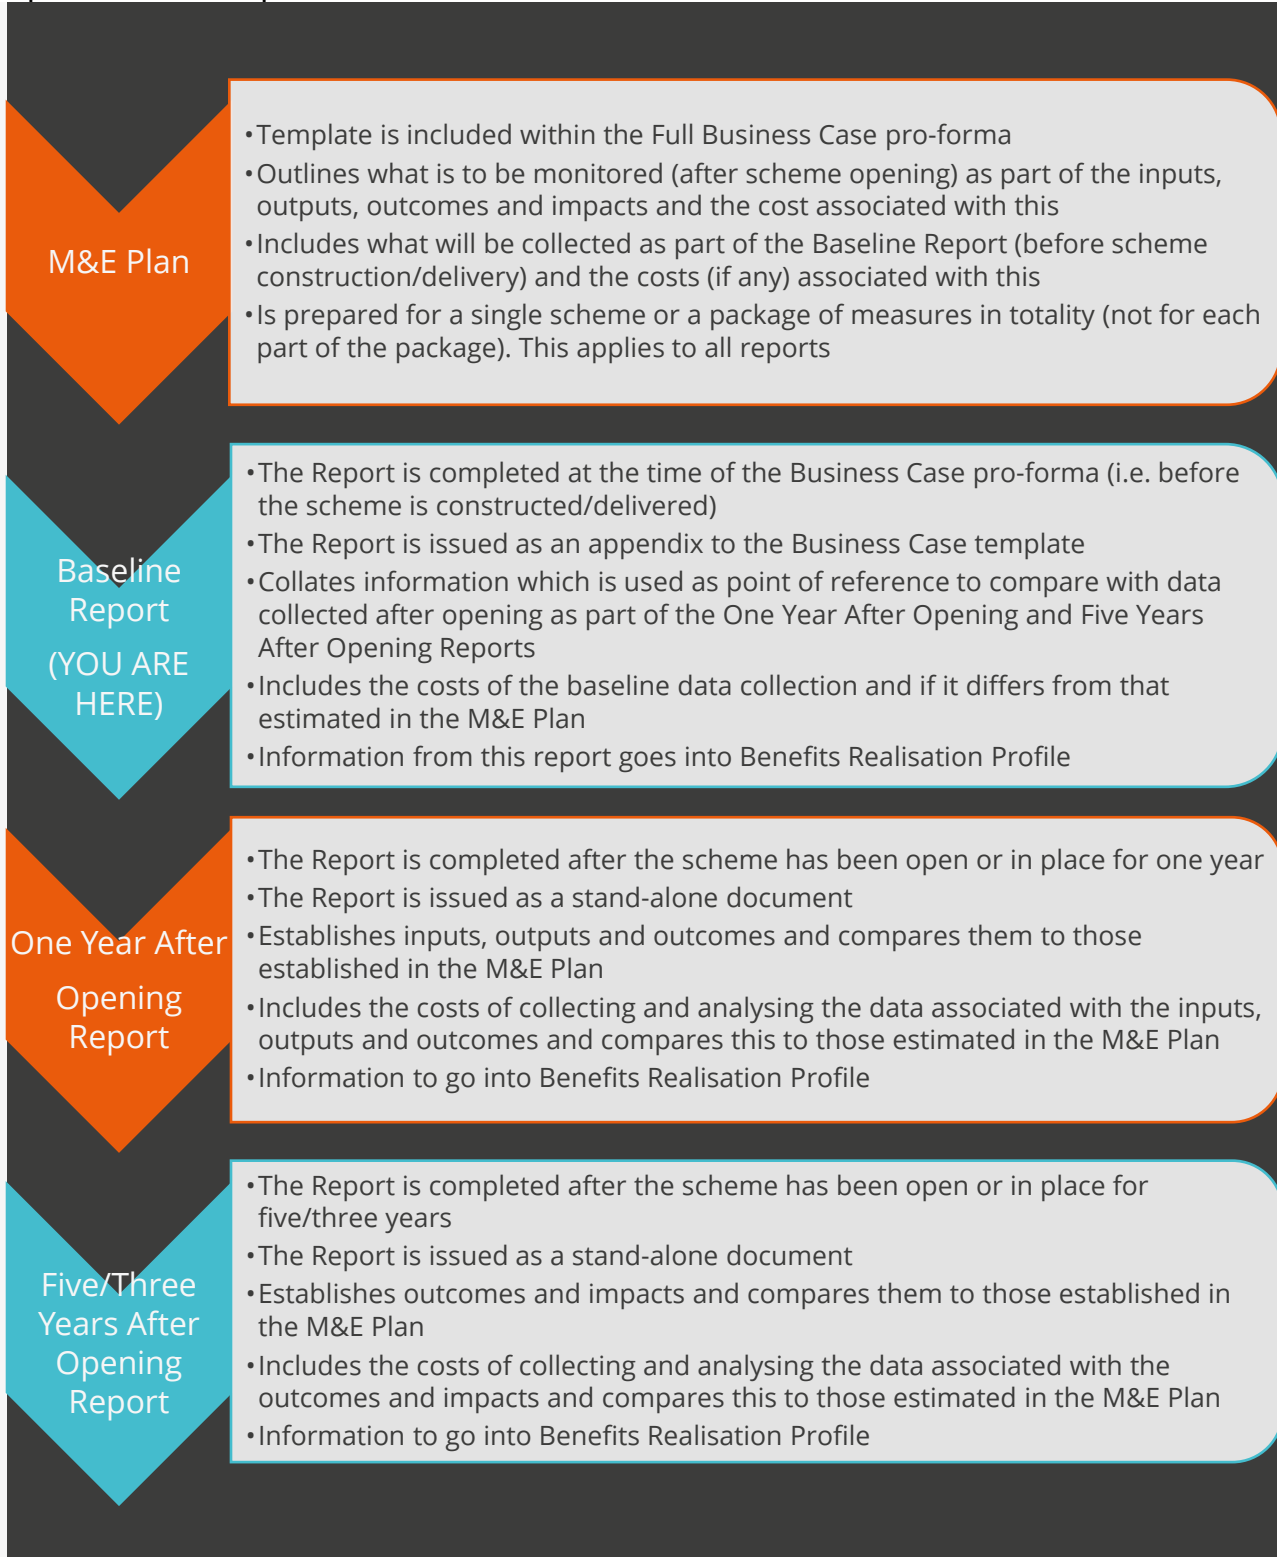 M&E Plan
•Template is included within the Full Business Case pro-forma
•Outlines what is to be monitored (after scheme opening) as part of the inputs,
outputs, outcomes and impacts and the cost associated with this
•Includes what will be collected as part of the Baseline Report (before scheme
construction/delivery) and the costs (if any) associated with this
•Is prepared for a single scheme or a package of measures in totality (not for each
part of the package). This applies to all reports
Baseline
Report
(YOU ARE
HERE)
•The Report is completed at the time of the Business Case pro-forma (i.e. before
the scheme is constructed/delivered)
•The Report is issued as an appendix to the Business Case template
•Collates information which is used as point of reference to compare with data
collected after opening as part of the One Year After Opening and Five Years
After Opening Reports
•Includes the costs of the baseline data collection and if it differs from that
estimated in the M&E Plan
•Information from this report goes into Benefits Realisation Profile
One Year After
Opening
Report
•The Report is completed after the scheme has been open or in place for one year
•The Report is issued as a stand-alone document
•Establishes inputs, outputs and outcomes and compares them to those
established in the M&E Plan
•Includes the costs of collecting and analysing the data associated with the inputs,
outputs and outcomes and compares this to those estimated in the M&E Plan
•Information to go into Benefits Realisation Profile
Five/Three
Years After
Opening
Report
•The Report is completed after the scheme has been open or in place for
five/three years
•The Report is issued as a stand-alone document
•Establishes outcomes and impacts and compares them to those established in
the M&E Plan
•Includes the costs of collecting and analysing the data associated with the
outcomes and impacts and compares this to those estimated in the M&E Plan
•Information to go into Benefits Realisation Profile